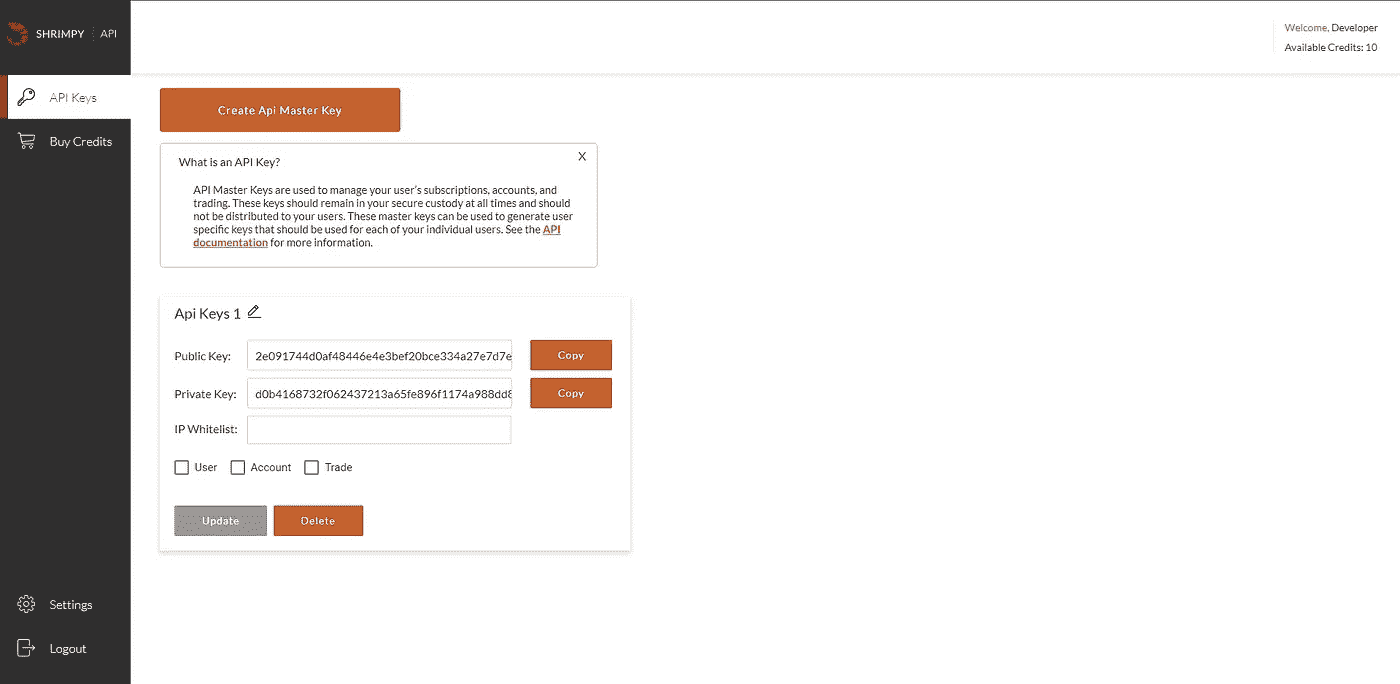 SHRIMPY API
Welcome, Developer
Available Credits: 10
API Keys
Buy Credits
Create Api Master Key
What is an API Key?
X
API Master Keys are used to manage your user's subscriptions, accounts, and
trading. These keys should remain in your secure custody at all times and should
not be distributed to your users. These master keys can be used to generate user
specific keys that should be used for each of your individual users. See the API
documentation for more information.
Api Keys 1
Public Key: 2e091744d0af48446e4e3bef20bce334a27e7d7e Copy
Private Key: d0b4168732f062437213a65fe896f1174a988dd8 Copy
IP Whitelist:
User Account Trade
Update Delete
Settings
Logout